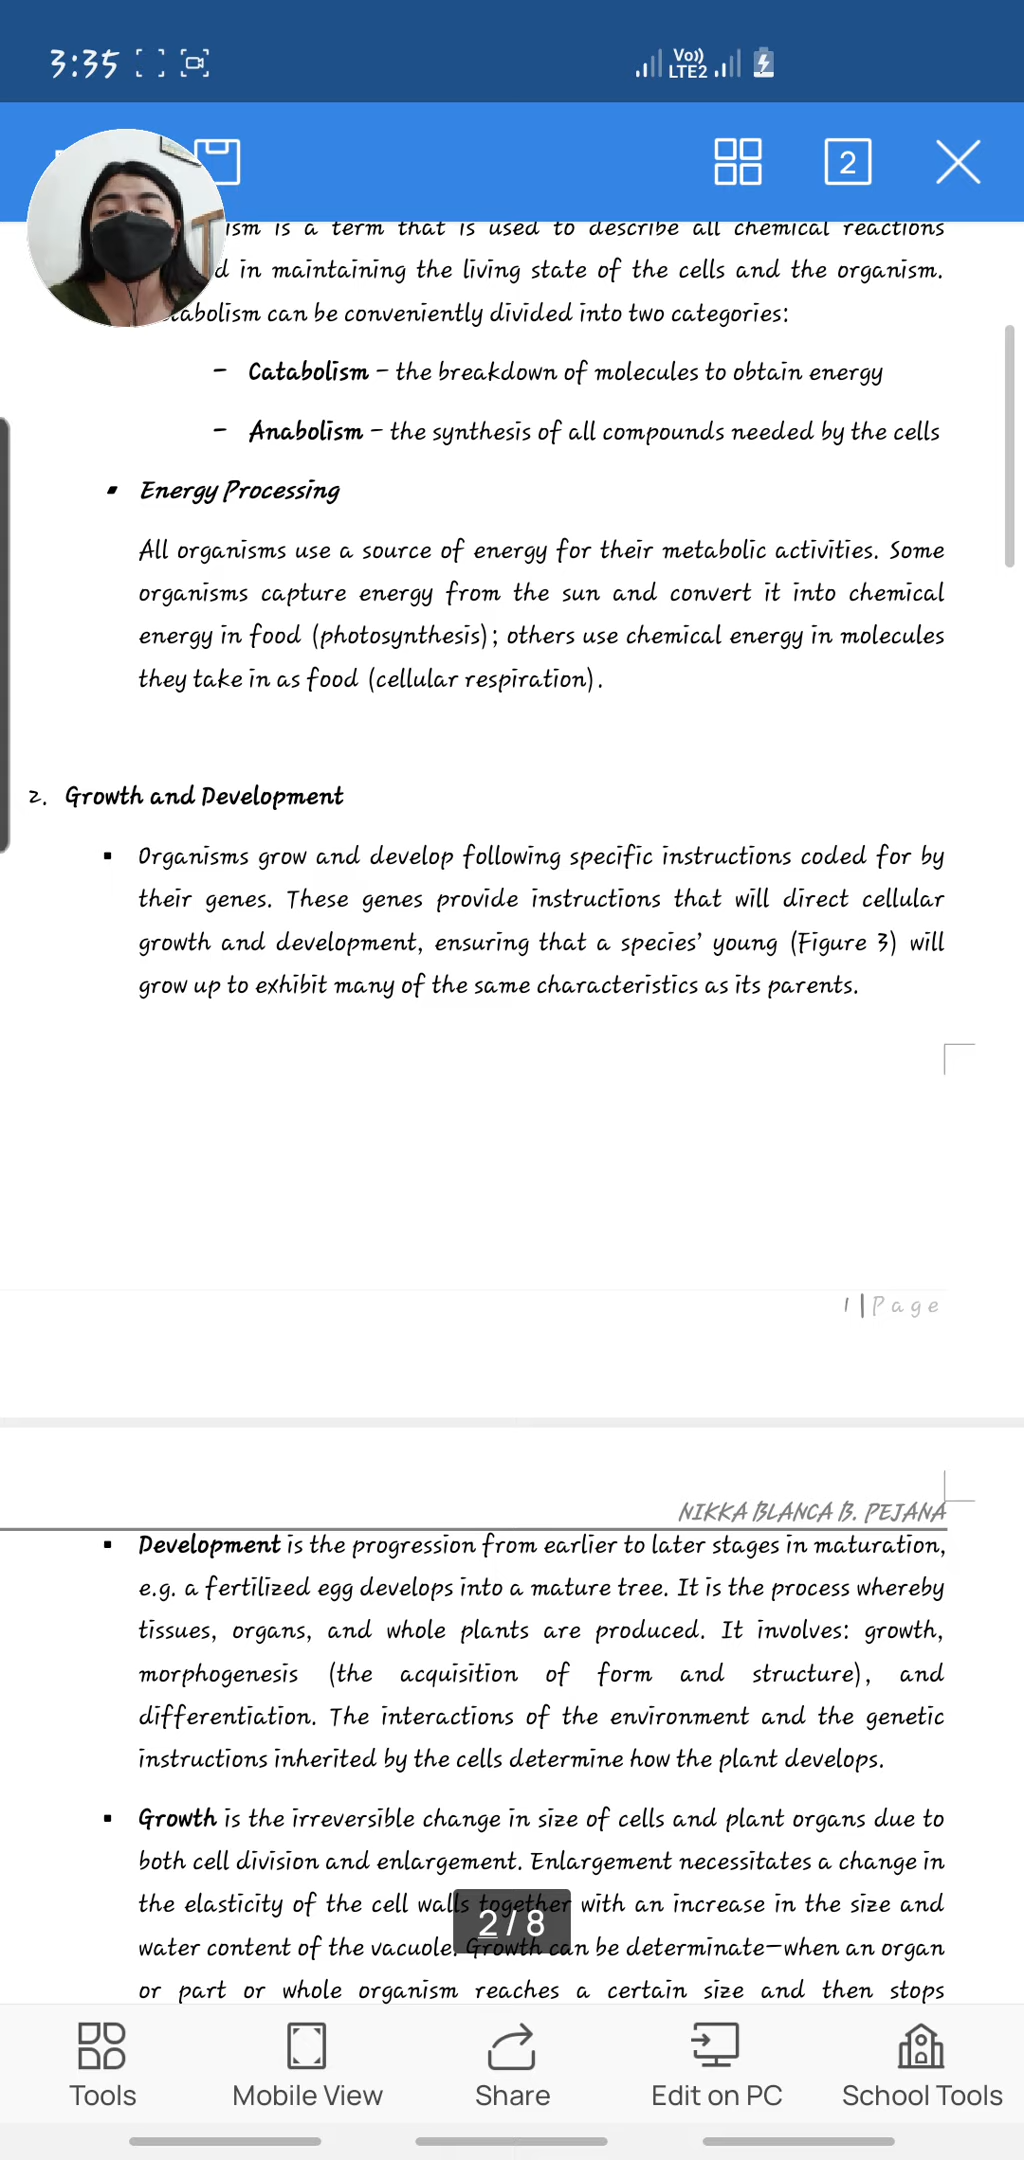 3:35
Vo))
LTE2
2
ism is a term that is used to describe all chemical reactions
d in maintaining the living state of the cells and the organism.
tabolism can be conveniently divided into two categories:
- Catabolism – the breakdown of molecules to obtain energy
- Anabolism – the synthesis of all compounds needed by the cells
▪ Energy Processing
All organisms use a source of energy for their metabolic activities. Some
organisms capture energy from the sun and convert it into chemical
energy in food (photosynthesis); others use chemical energy in molecules
they take in as food (cellular respiration).
2. Growth and Development
▪ Organisms grow and develop following specific instructions coded for by
their genes. These genes provide instructions that will direct cellular
growth and development, ensuring that a species’ young (Figure 3) will
grow up to exhibit many of the same characteristics as its parents.
1 | Page
NIKKA BLANCA B. PEJANA
▪ Development is the progression from earlier to later stages in maturation,
e.g. a fertilized egg develops into a mature tree. It is the process whereby
tissues, organs, and whole plants are produced. It involves: growth,
morphogenesis (the acquisition of form and structure), and
differentiation. The interactions of the environment and the genetic
instructions inherited by the cells determine how the plant develops.
▪ Growth is the irreversible change in size of cells and plant organs due to
both cell division and enlargement. Enlargement necessitates a change in
the elasticity of the cell walls together with an increase in the size and
water content of the vacuole. Growth can be determinate—when an organ
or part or whole organism reaches a certain size and then stops
2 / 8
Tools
Mobile View
Share
Edit on PC
School Tools